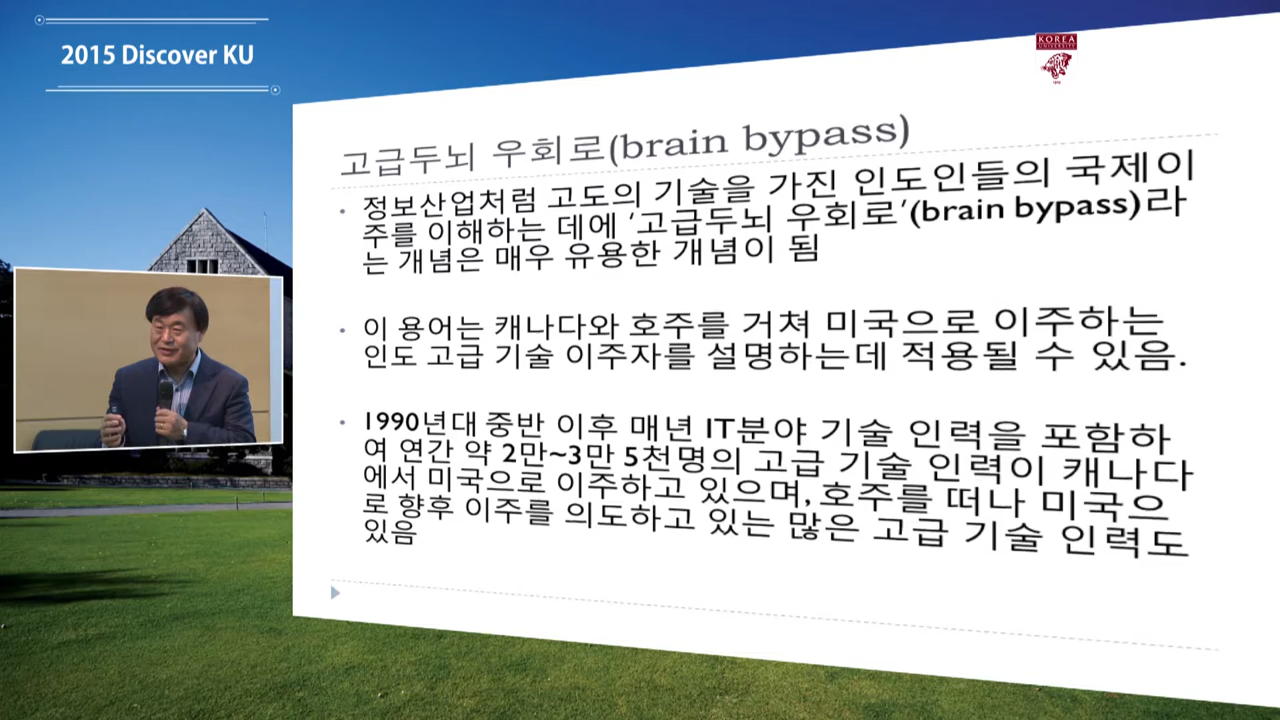 2015 Discover KU
KOREA
UNIVERSITY
1905
고급두뇌 우회로(brain bypass)
• 정보산업처럼 고도의 기술을 가진 인도인들의 국제이
주를 이해하는 데에 ‘고급두뇌 우회로’(brain bypass)라
는 개념은 매우 유용한 개념이 됨
• 이 용어는 캐나다와 호주를 거쳐 미국으로 이주하는
인도 고급 기술 이주자를 설명하는데 적용될 수 있음.
• 1990년대 중반 이후 매년 IT분야 기술 인력을 포함하
여 연간 약 2만~3만 5천명의 고급 기술 인력이 캐나다
에서 미국으로 이주하고 있으며, 호주를 떠나 미국으
로 향후 이주를 의도하고 있는 많은 고급 기술 인력도
있음